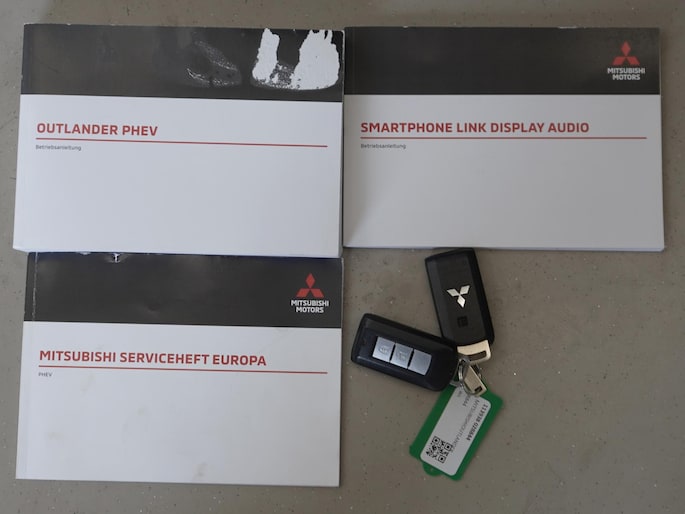 OUTLANDER PHEV
Betriebsanleitung
MITSUBISHI
MOTORS
SMARTPHONE LINK DISPLAY AUDIO
Betriebsanleitung
MITSUBISHI
MOTORS
MITSUBISHI SERVICEHEFT EUROPA
PHEV